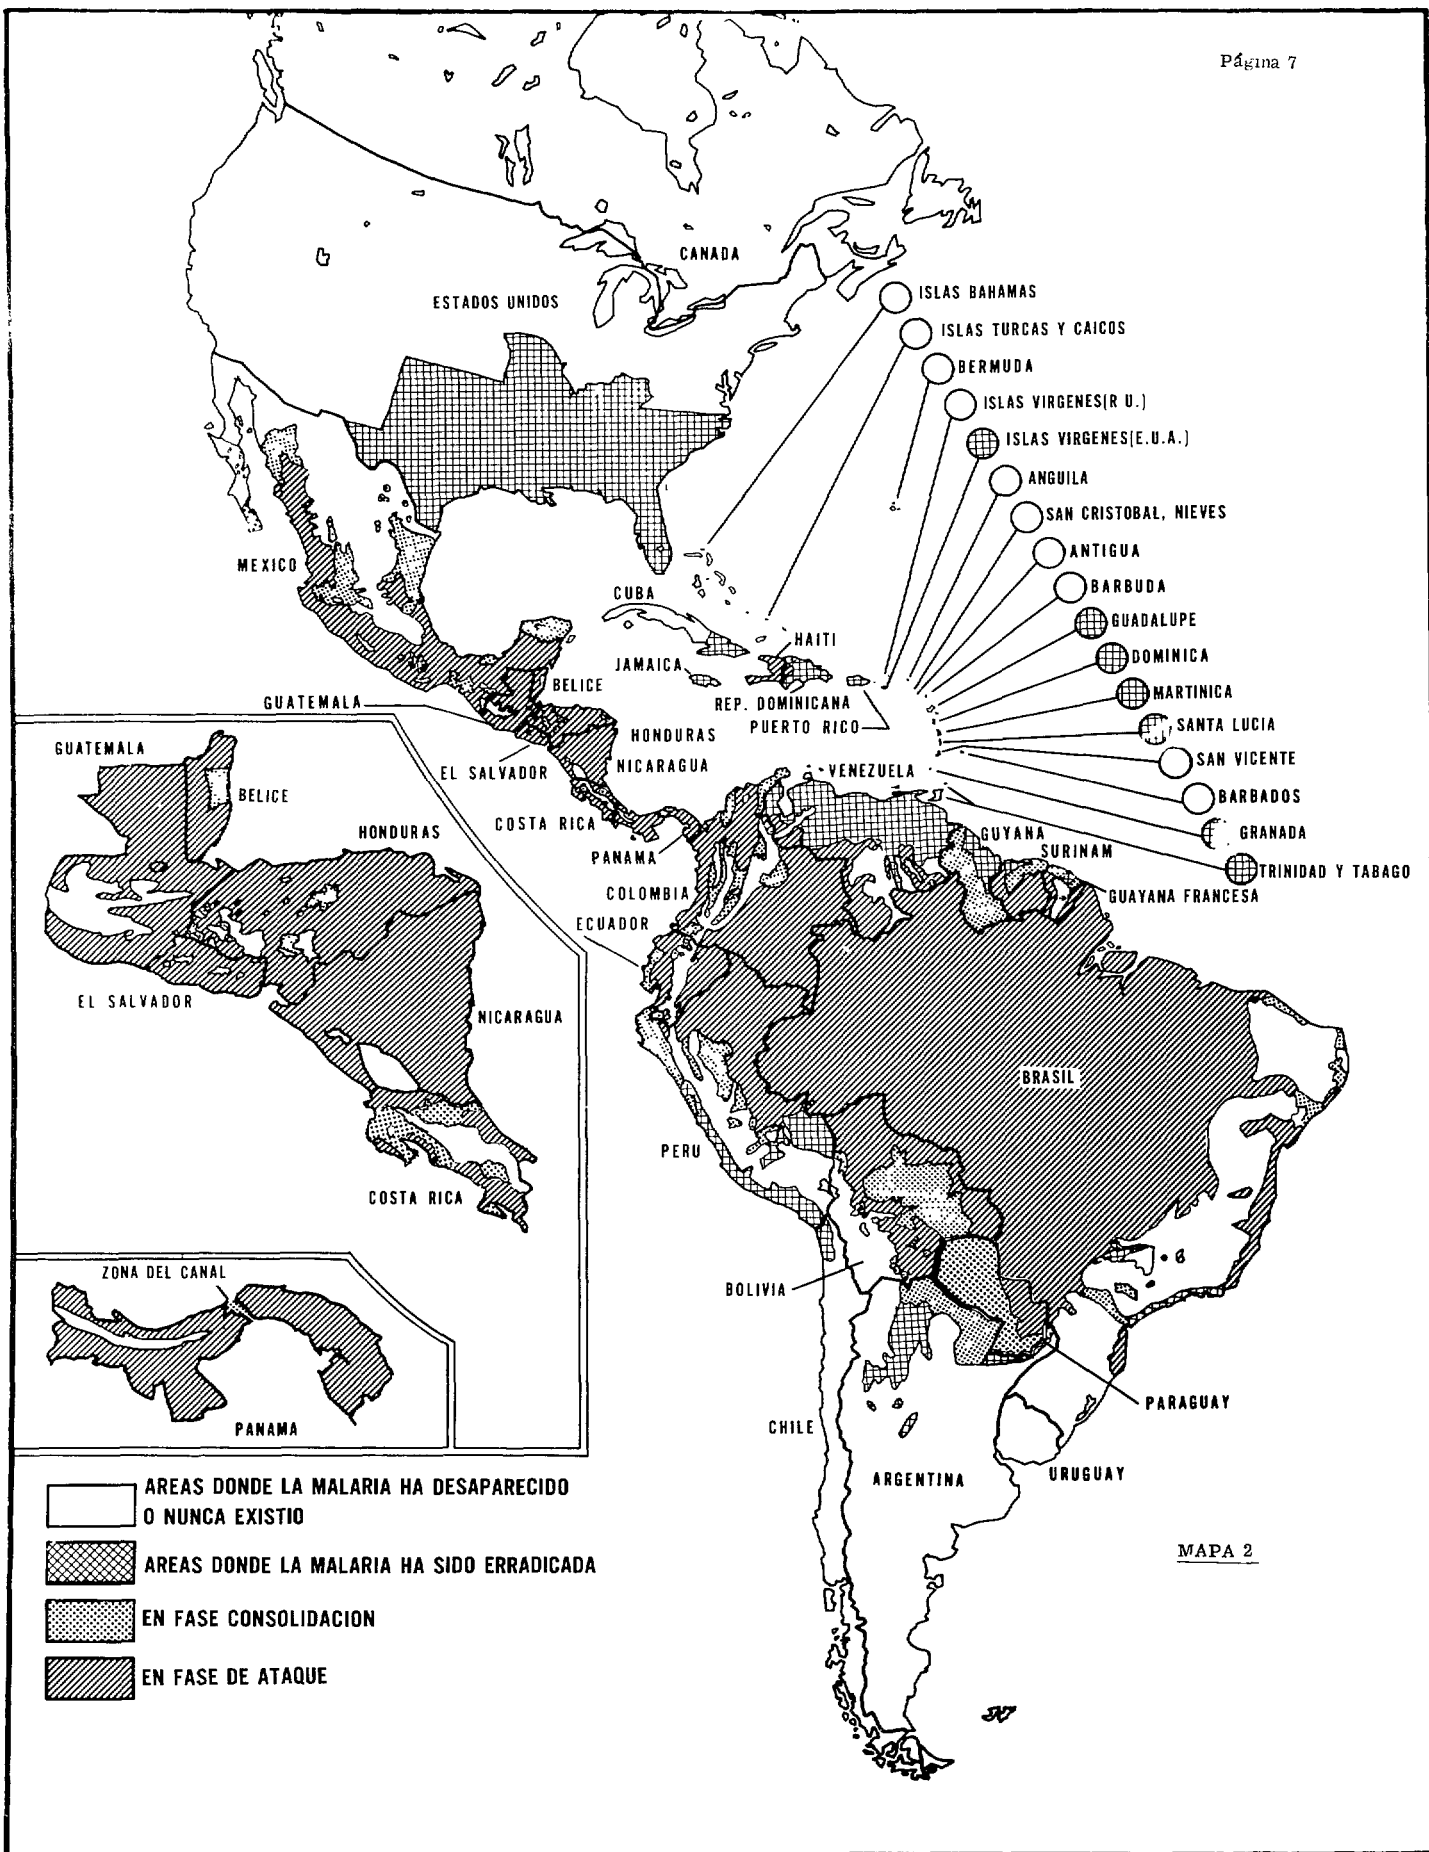 Página 7
CANADA
ESTADOS UNIDOS
ISLAS BAHAMAS
ISLAS TURCAS Y CAICOS
BERMUDA
ISLAS VIRGENES(R U.)
ISLAS VIRGENES(E.U.A.)
ANGUILA
SAN CRISTOBAL, NIEVES
ANTIGUA
BARBUDA
GUADALUPE
DOMINICA
MARTINICA
SANTA LUCIA
SAN VICENTE
BARBADOS
GRANADA
TRINIDAD Y TABAGO
MEXICO
CUBA
HAITI
JAMAICA
REP. DOMINICANA
PUERTO RICO
BELICE
GUATEMALA
HONDURAS
EL SALVADOR
NICARAGUA
COSTA RICA
PANAMA
VENEZUELA
GUYANA
SURINAM
GUAYANA FRANCESA
COLOMBIA
ECUADOR
BRASIL
PERU
BOLIVIA
PARAGUAY
CHILE
ARGENTINA
URUGUAY
GUATEMALA
BELICE
HONDURAS
EL SALVADOR
NICARAGUA
COSTA RICA
ZONA DEL CANAL
PANAMA
AREAS DONDE LA MALARIA HA DESAPARECIDO
O NUNCA EXISTIO
AREAS DONDE LA MALARIA HA SIDO ERRADICADA
EN FASE CONSOLIDACION
EN FASE DE ATAQUE
MAPA 2